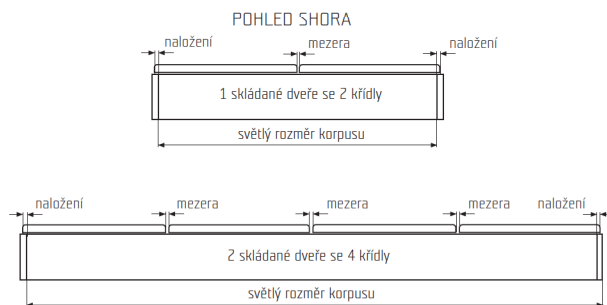 POHLED SHORA
naložení mezera naložení
1 skládané dveře se 2 křídly
světlý rozměr korpusu
naložení mezera mezera mezera naložení
2 skládané dveře se 4 křídly
světlý rozměr korpusu